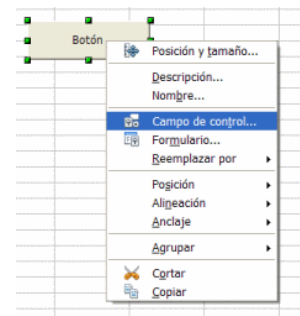 Botón
Posición y tamaño...
Descripción...
Nombre...
Campo de control...
Formulario...
Reemplazar por
Posición
Alineación
Anclaje
Agrupar
Cortar
Copiar